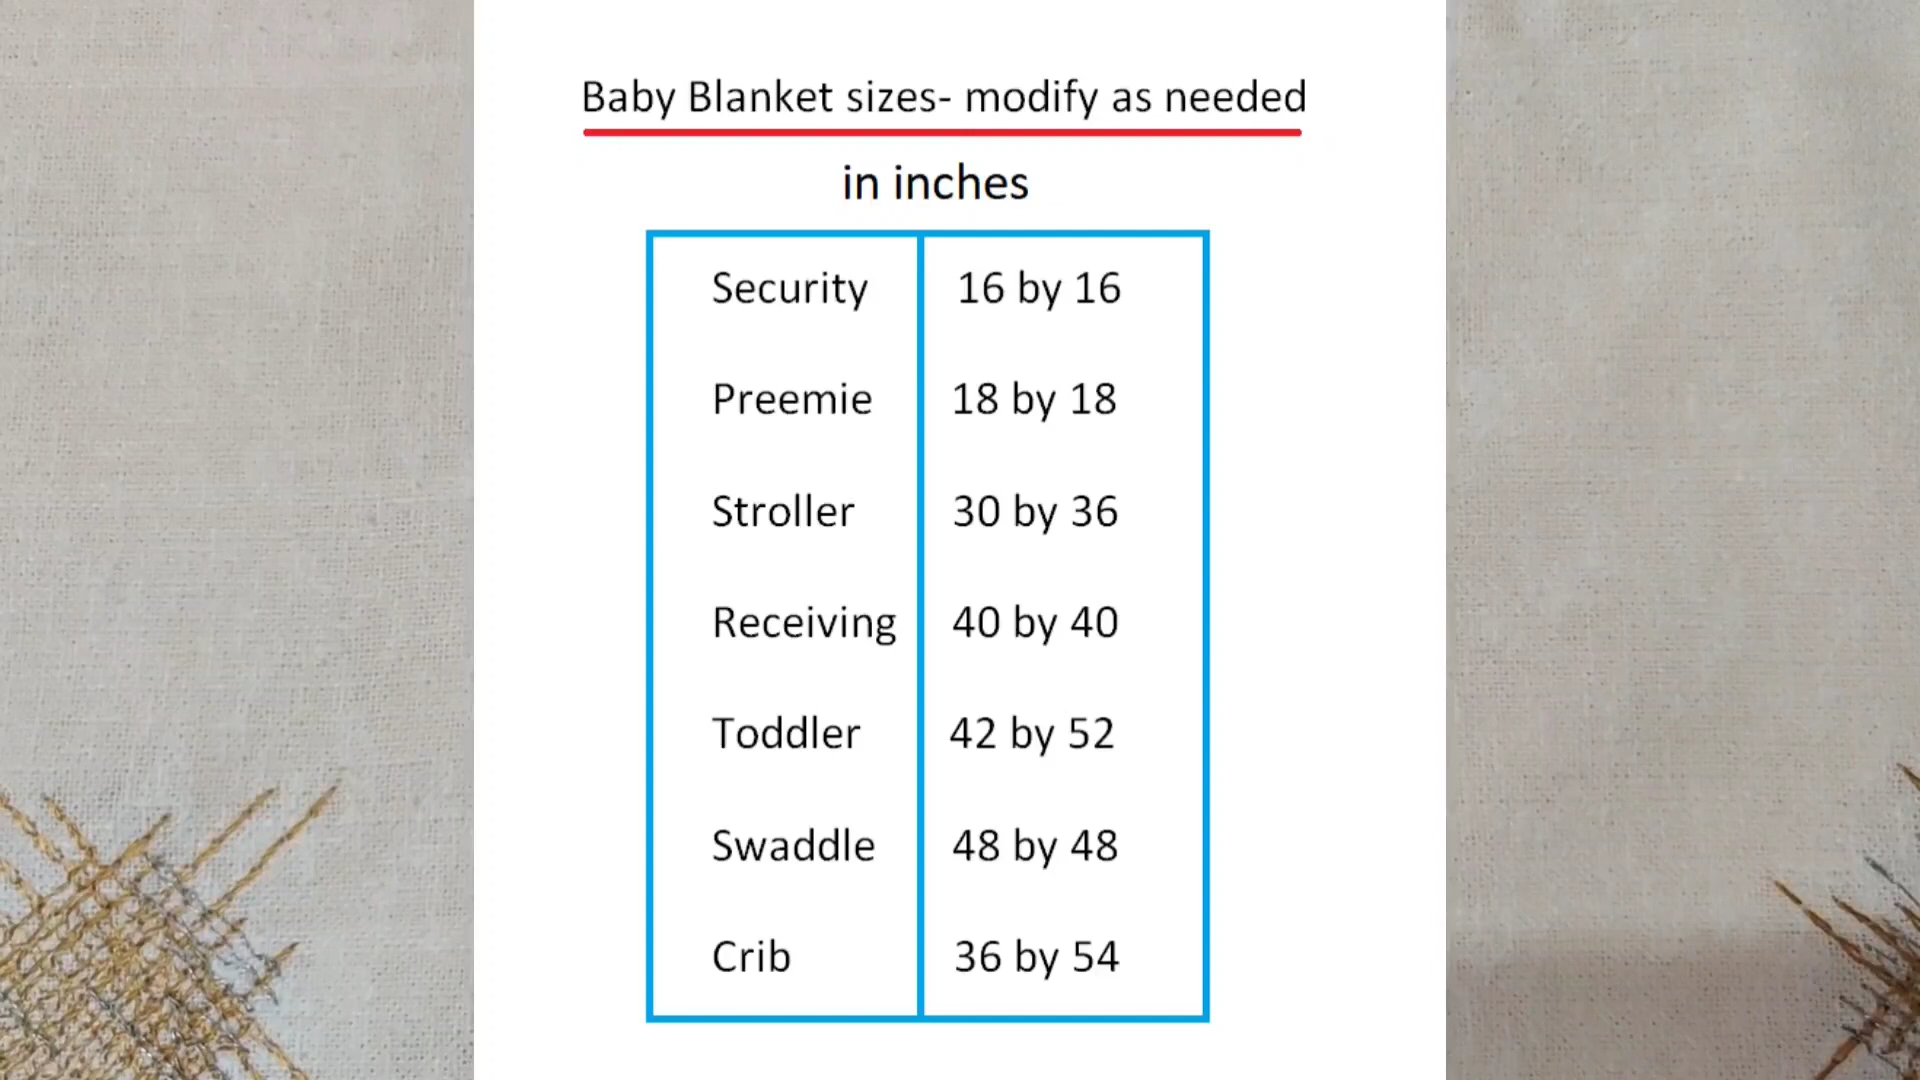 Baby Blanket sizes- modify as needed
in inches
Security 16 by 16
Preemie 18 by 18
Stroller 30 by 36
Receiving 40 by 40
Toddler 42 by 52
Swaddle 48 by 48
Crib 36 by 54